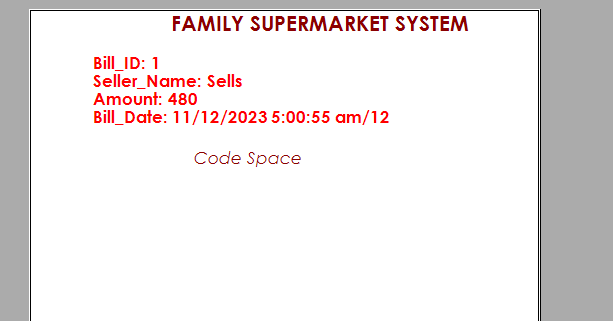 FAMILY SUPERMARKET SYSTEM
Bill_ID: 1
Seller_Name: Sells
Amount: 480
Bill_Date: 11/12/2023 5:00:55 am/12
Code Space